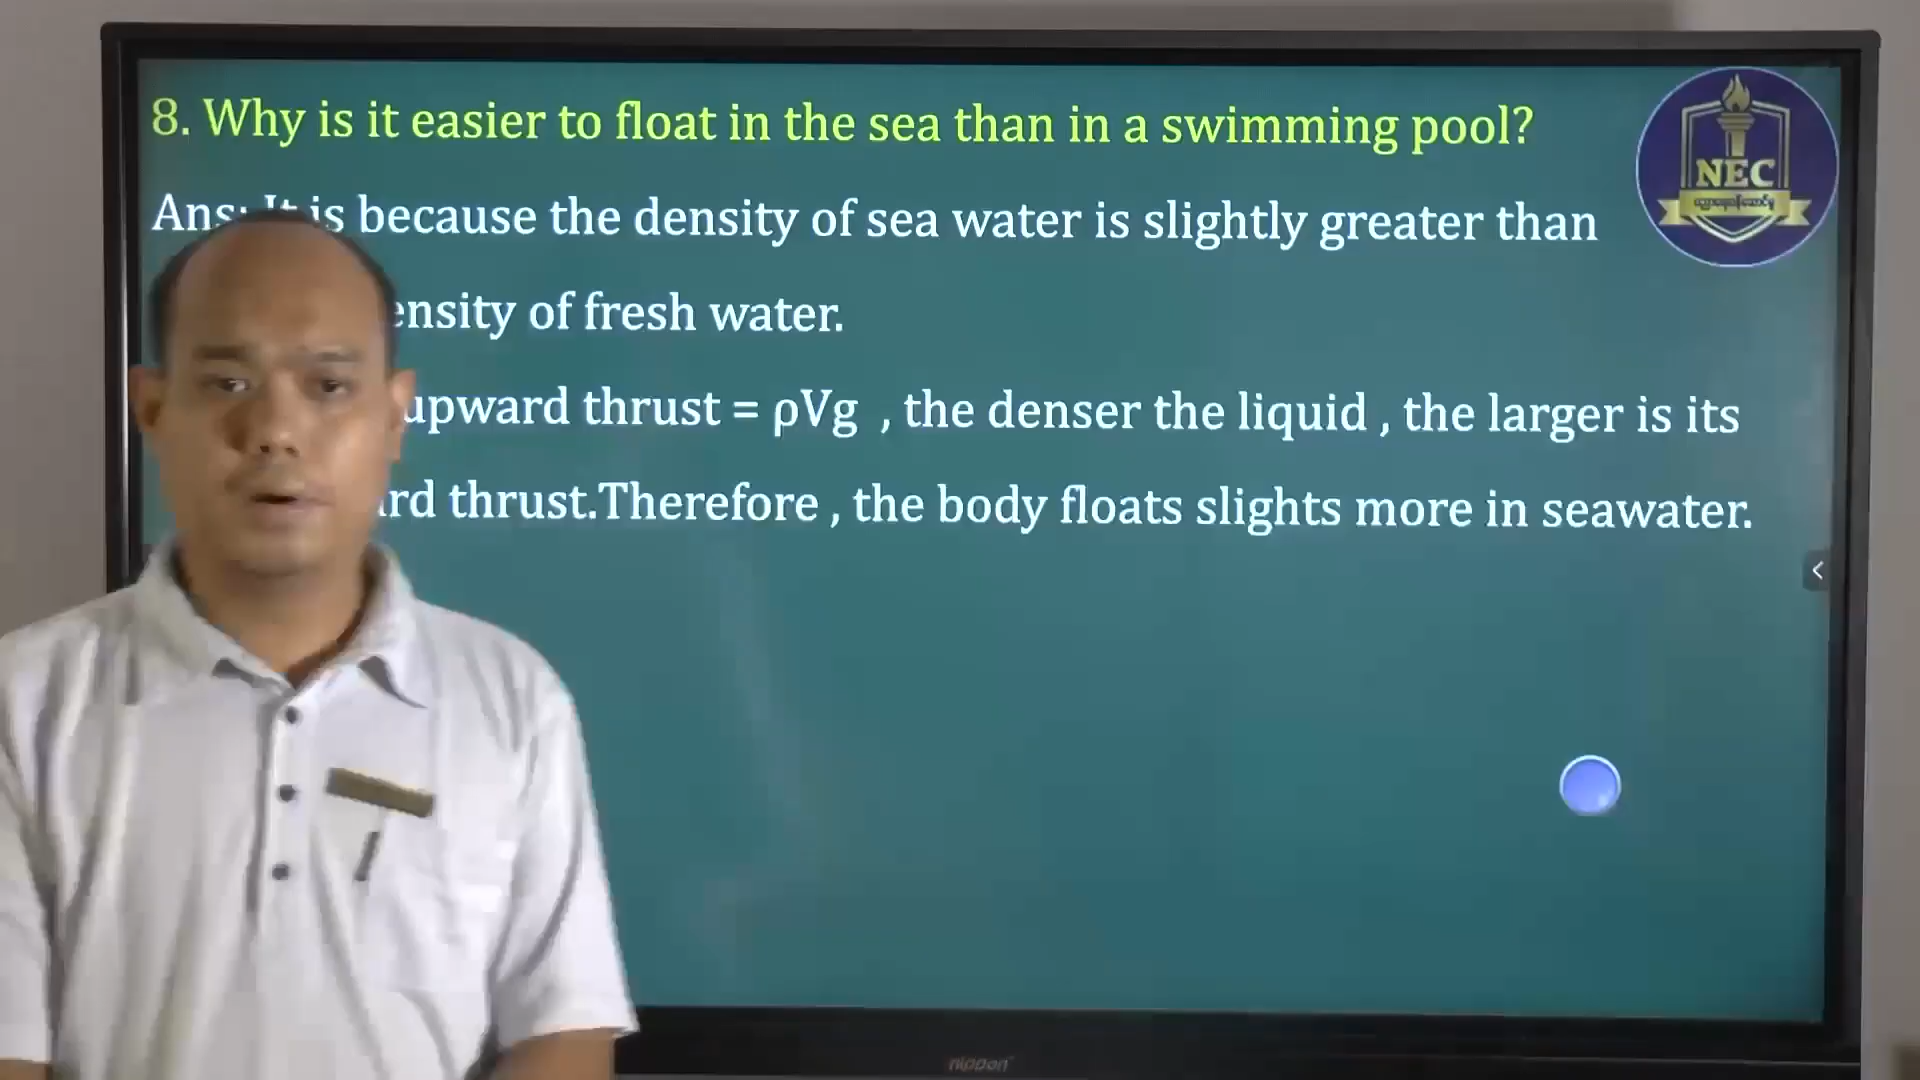 8. Why is it easier to float in the sea than in a swimming pool?
Ans: It is because the density of sea water is slightly greater than
ensity of fresh water.
upward thrust = ρVg , the denser the liquid , the larger is its
rd thrust.Therefore , the body floats slights more in seawater.
NEC
nippon